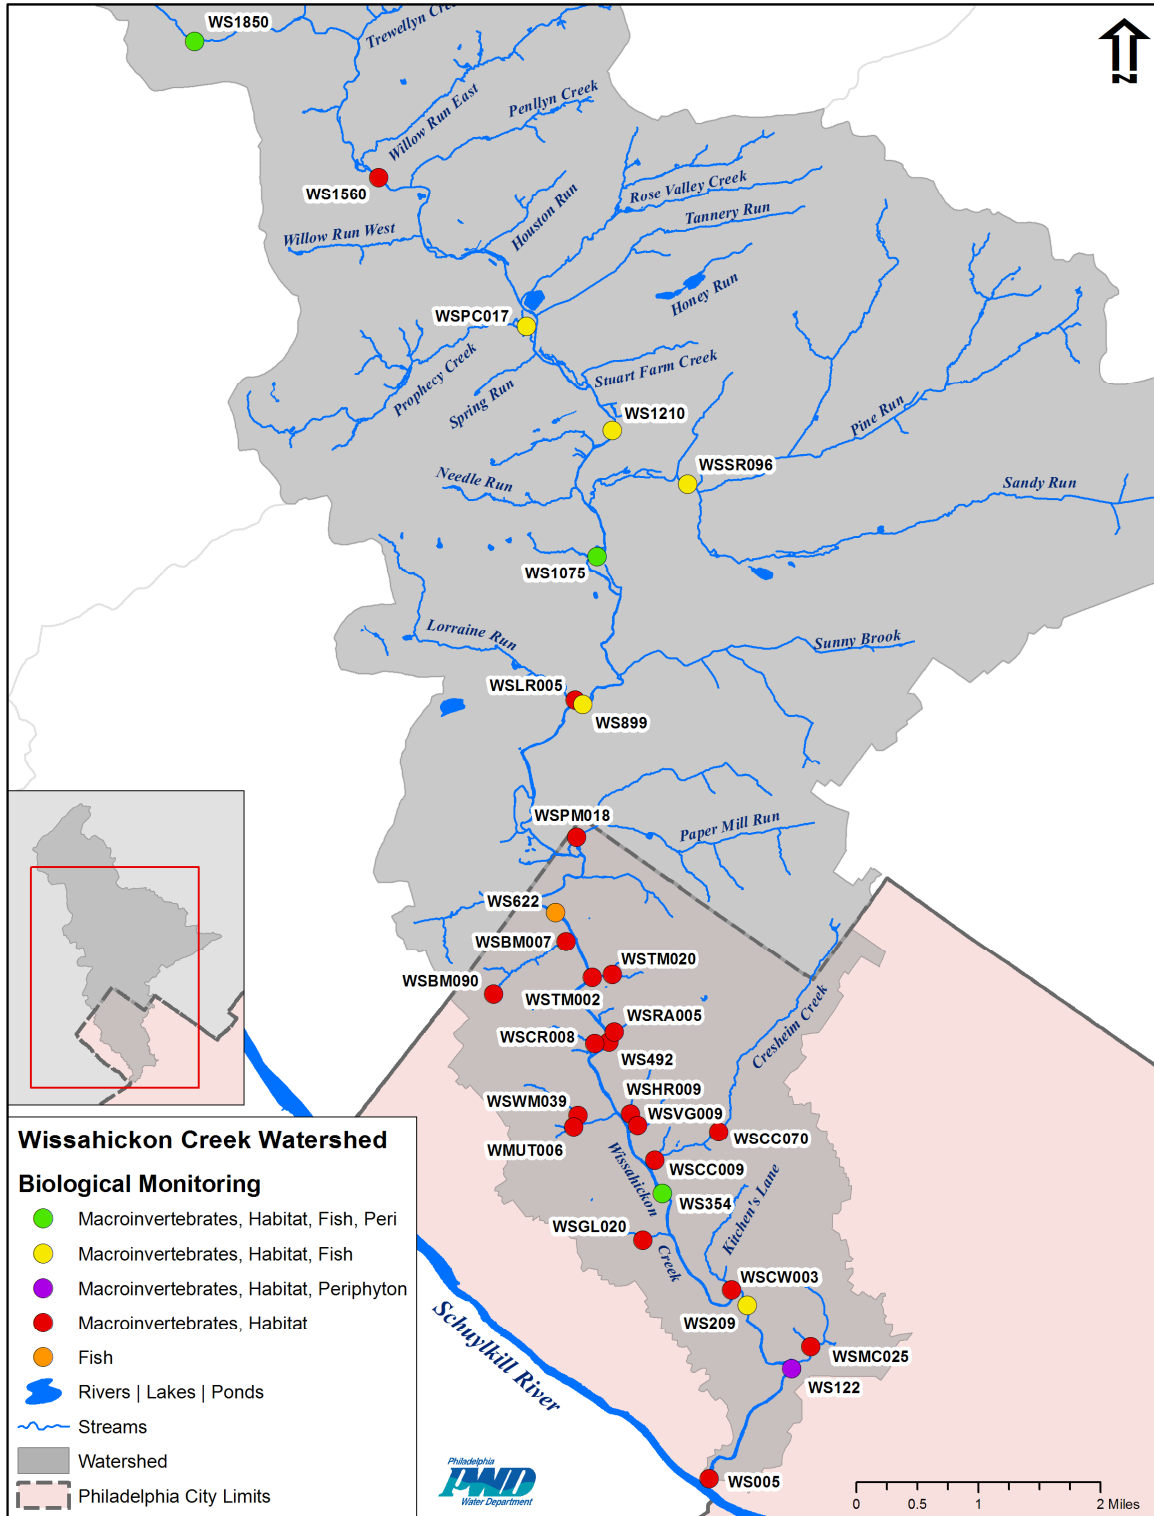 WS1850
Trewellyn Cree
Willow Run East
Penllyn Creek
WS1560
Rose Valley Creek
Houston Run
Tannery Run
Willow Run West
Honey Run
WSPC017
Prophecy Creek
Spring Run
Stuart Farm Creek
WS1210
Pine Run
WSSR096
Needle Run
Sandy Run
WS1075
Lorraine Run
Sunny Brook
WSLR005
WS899
WSPM018
Paper Mill Run
WS622
WSBM007
WSTM020
WSBM090
WSTM002
Cresheim Creek
WSRA005
WSCR008
WS492
WSHR009
WSWM039
WSVG009
WSCC070
WMUT006
WSCC009
Wissahickon
Creek
WS354
Kitchen's Lane
WSGL020
WSCW003
WS209
WSMC025
WS122
Schuylkill River
WS005
N
Wissahickon Creek Watershed
Biological Monitoring
Macroinvertebrates, Habitat, Fish, Peri
Macroinvertebrates, Habitat, Fish
Macroinvertebrates, Habitat, Periphyton
Macroinvertebrates, Habitat
Fish
Rivers | Lakes | Ponds
Streams
Watershed
Philadelphia City Limits
Philadelphia
PWD
Water Department
0 0.5 1 2 Miles